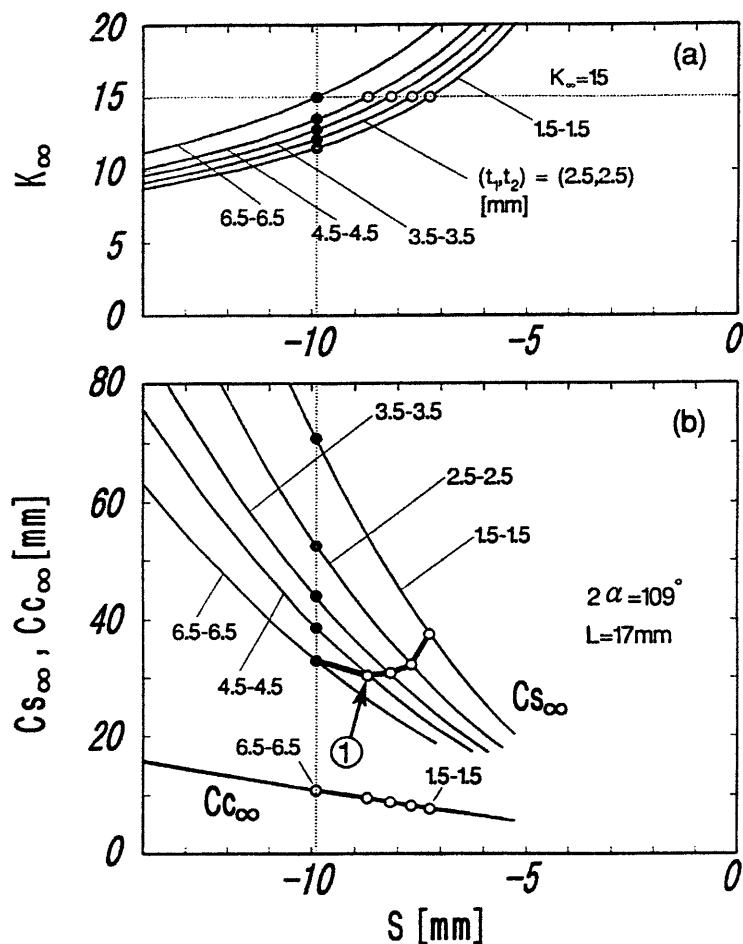 20
15
10
5
0
K∞
(a)
K∞=15
1.5-1.5
(t₁,t₂) = (2.5,2.5)
[mm]
6.5-6.5
4.5-4.5
3.5-3.5
-10
-5
0
80
60
40
20
0
Cs∞ , Cc∞ [mm]
(b)
3.5-3.5
2.5-2.5
1.5-1.5
2α=109°
L=17mm
6.5-6.5
4.5-4.5
Cs∞
①
6.5-6.5
1.5-1.5
Cc∞
-10
-5
0
S [mm]